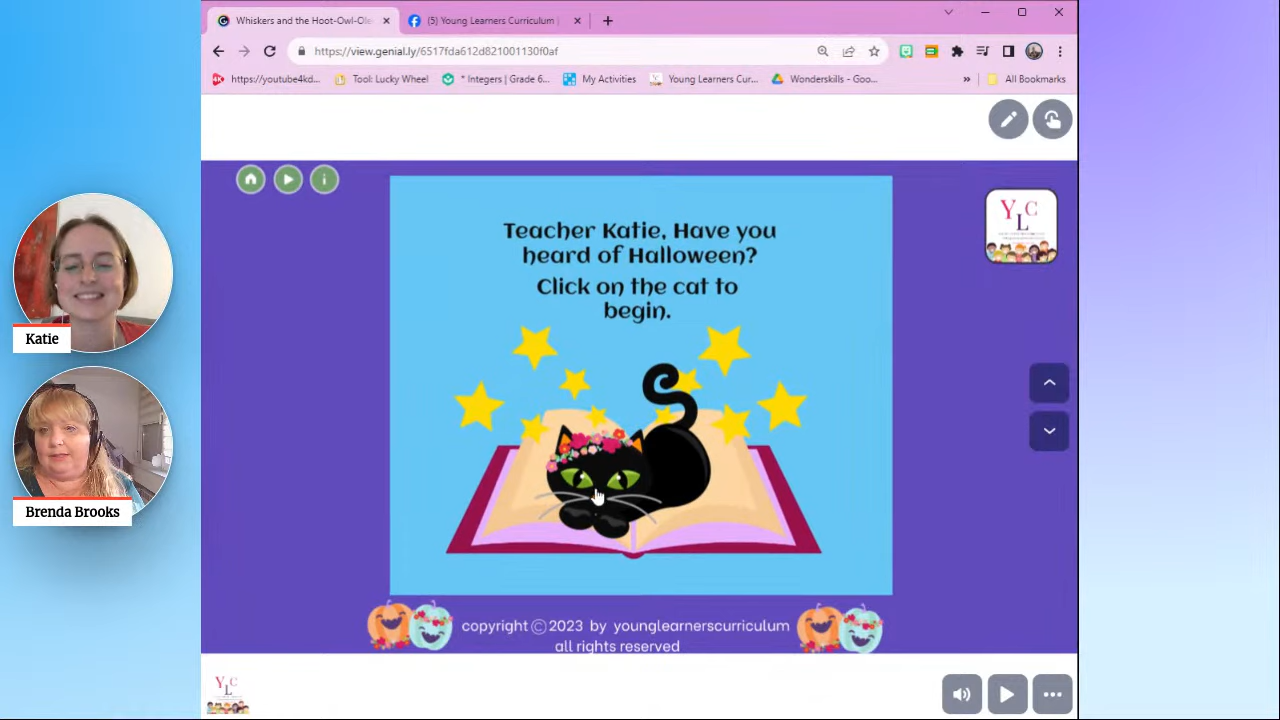 Whiskers and the Hoot-Owl-Ole
(5) Young Learners Curriculum |
https://view.genial.ly/6517fda612d821001130f0af
https://youtube4kd...
Tool: Lucky Wheel
* Integers | Grade 6...
My Activities
Young Learners Cur...
Wonderskills - Goo...
»
All Bookmarks
Teacher Katie, Have you
heard of Halloween?
Click on the cat to
begin.
YLC
Katie
Brenda Brooks
copyright ©2023 by younglearnerscurriculum
all rights reserved
YLC